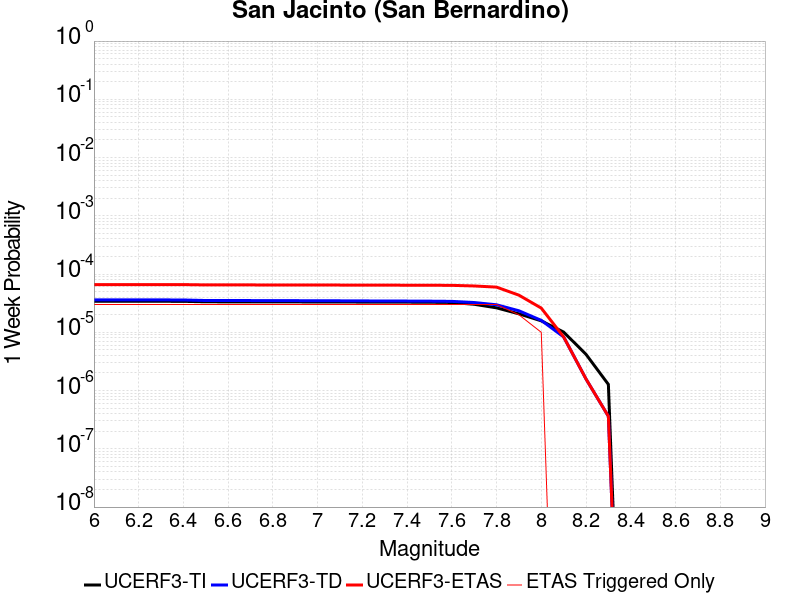 San Jacinto (San Bernardino)
1 Week Probability
10^0
10^-1
10^-2
10^-3
10^-4
10^-5
10^-6
10^-7
10^-8
6 6.2 6.4 6.6 6.8 7 7.2 7.4 7.6 7.8 8 8.2 8.4 8.6 8.8 9
Magnitude
UCERF3-TI UCERF3-TD UCERF3-ETAS ETAS Triggered Only